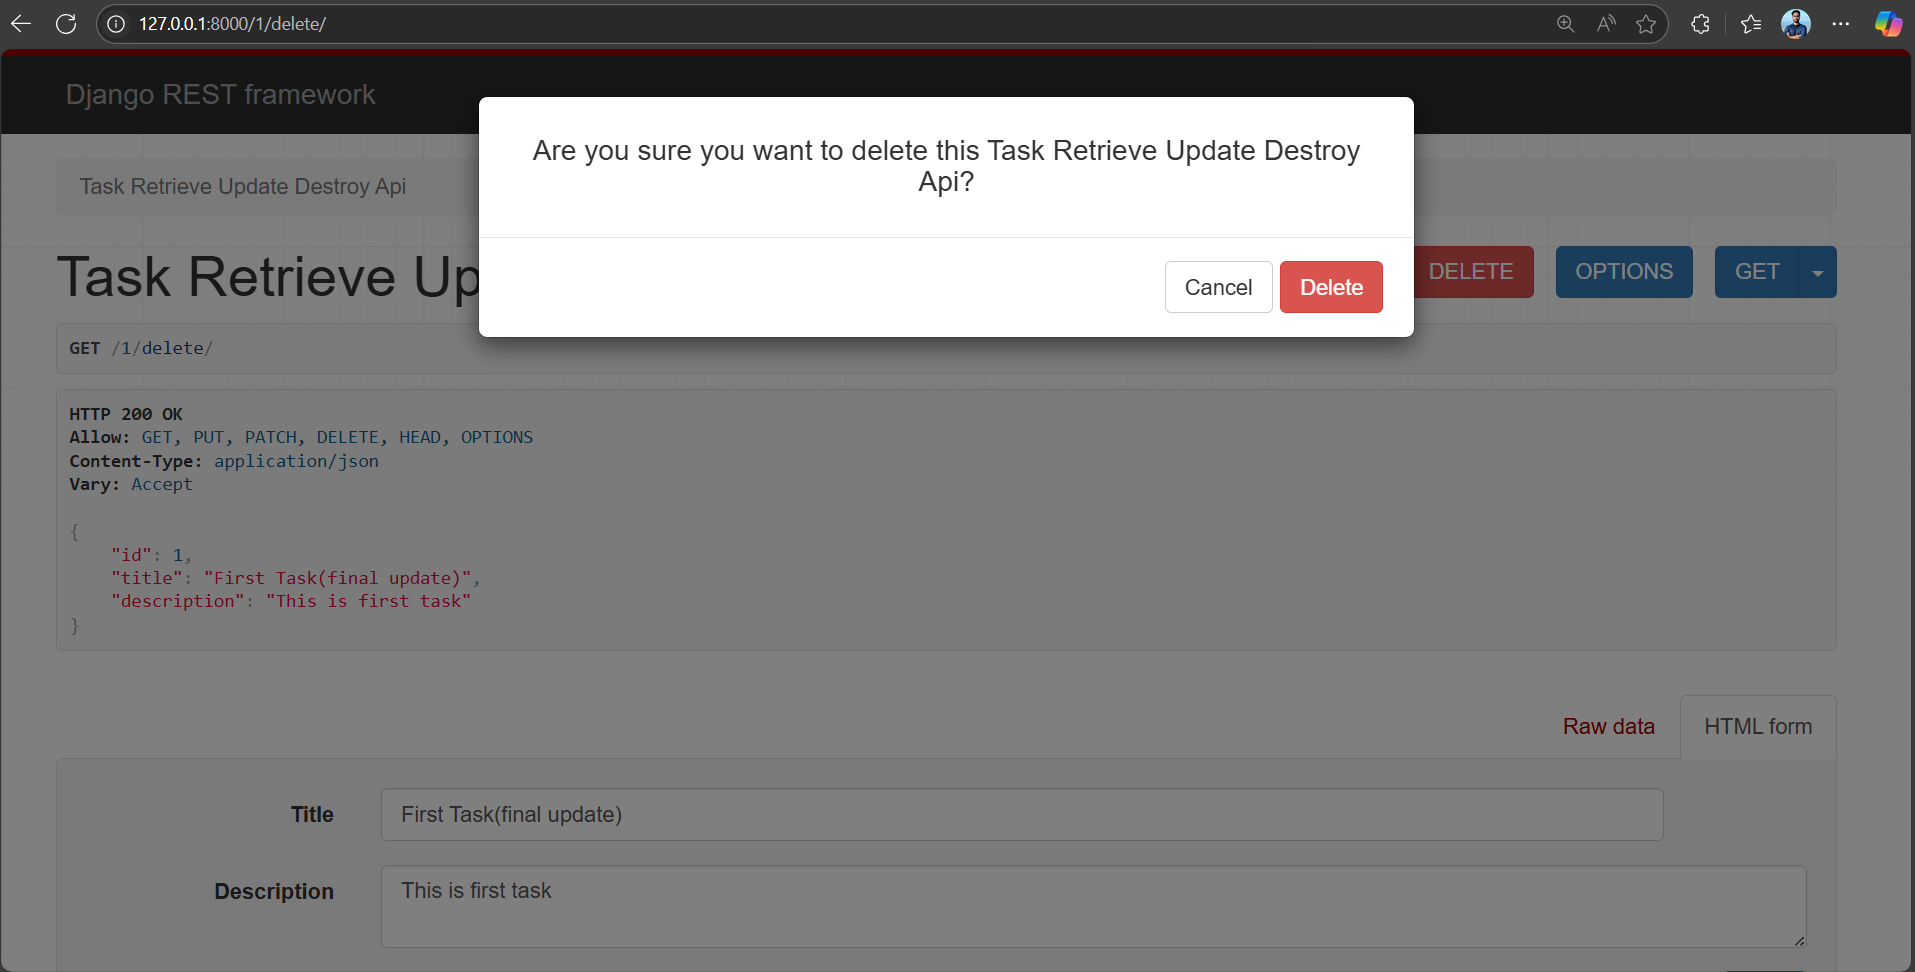 127.0.0.1:8000/1/delete/
Django REST framework
Are you sure you want to delete this Task Retrieve Update Destroy
Api?
Cancel
Delete
Task Retrieve Update Destroy Api
Task Retrieve Up
DELETE
OPTIONS
GET
GET /1/delete/
HTTP 200 OK
Allow: GET, PUT, PATCH, DELETE, HEAD, OPTIONS
Content-Type: application/json
Vary: Accept
{
    "id": 1,
    "title": "First Task(final update)",
    "description": "This is first task"
}
Raw data
HTML form
Title
First Task(final update)
Description
This is first task